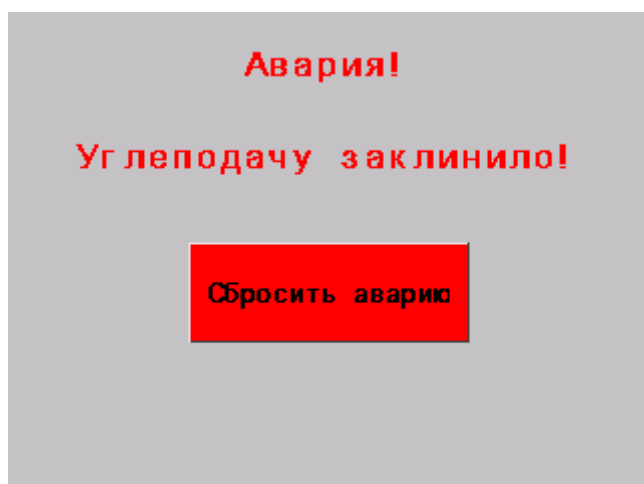 Авария!
Углеподачу заклинило!
Сбросить аварию